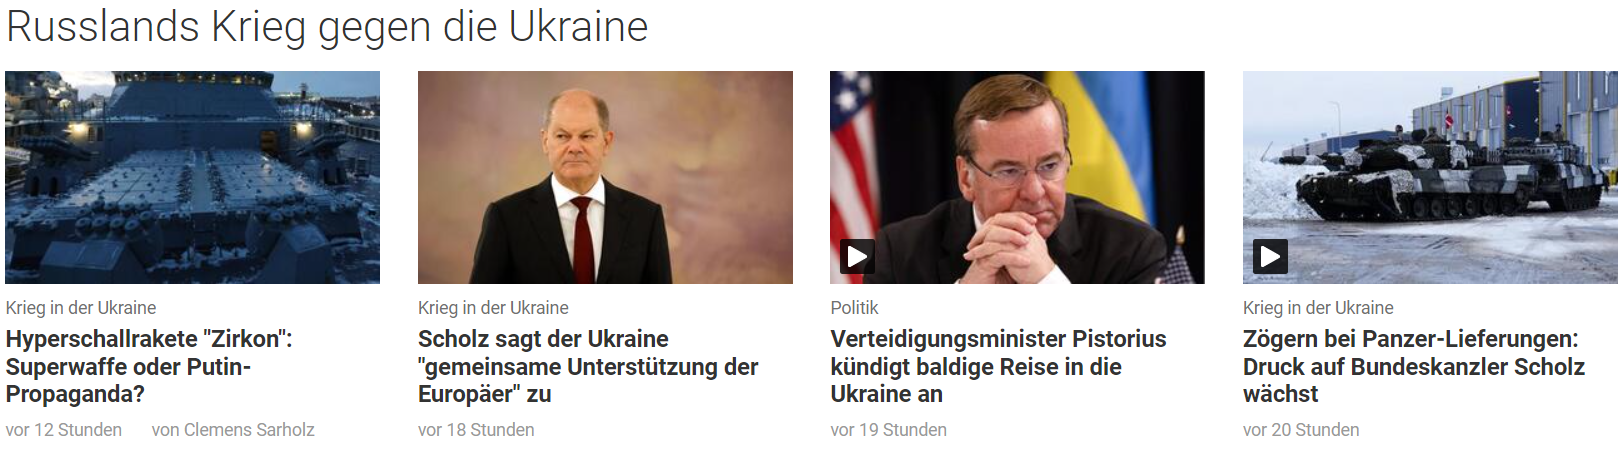 Russlands Krieg gegen die Ukraine
Krieg in der Ukraine
Hyperschallrakete "Zirkon":
Superwaffe oder Putin-
Propaganda?
vor 12 Stunden von Clemens Sarholz
Krieg in der Ukraine
Scholz sagt der Ukraine
"gemeinsame Unterstützung der
Europäer" zu
vor 18 Stunden
Politik
Verteidigungsminister Pistorius
kündigt baldige Reise in die
Ukraine an
vor 19 Stunden
Krieg in der Ukraine
Zögern bei Panzer-Lieferungen:
Druck auf Bundeskanzler Scholz
wächst
vor 20 Stunden